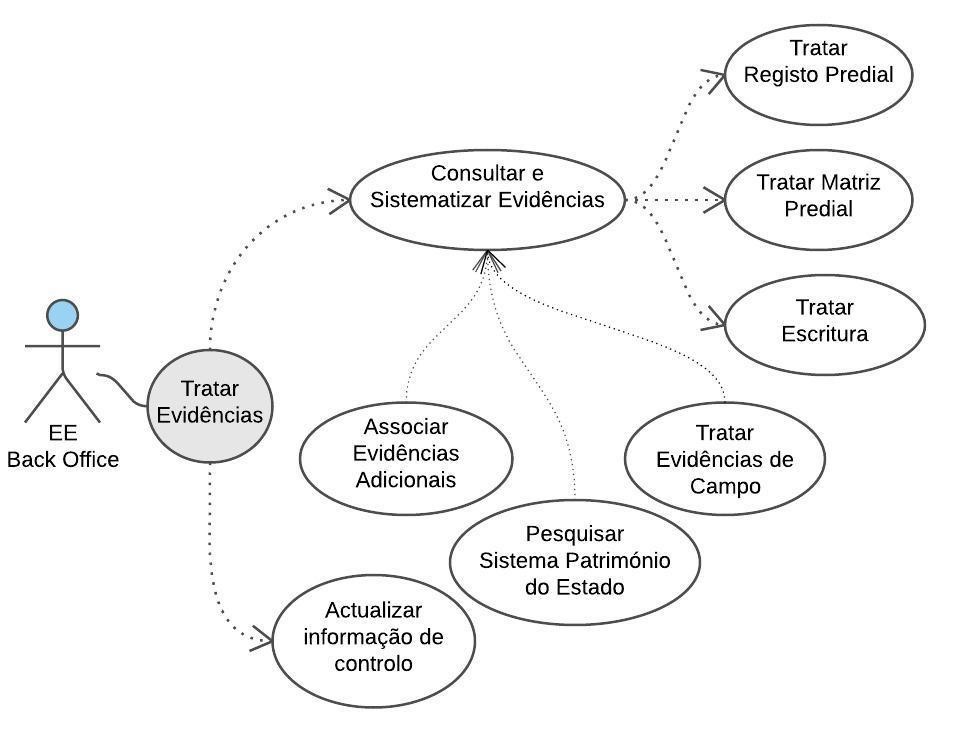 Tratar
Registo Predial
Consultar e
Sistematizar Evidências
Tratar Matriz
Predial
Tratar
Escritura
Tratar
Evidências
EE
Back Office
Associar
Evidências
Adicionais
Tratar
Evidências de
Campo
Pesquisar
Sistema Património
do Estado
Actualizar
informação de
controlo